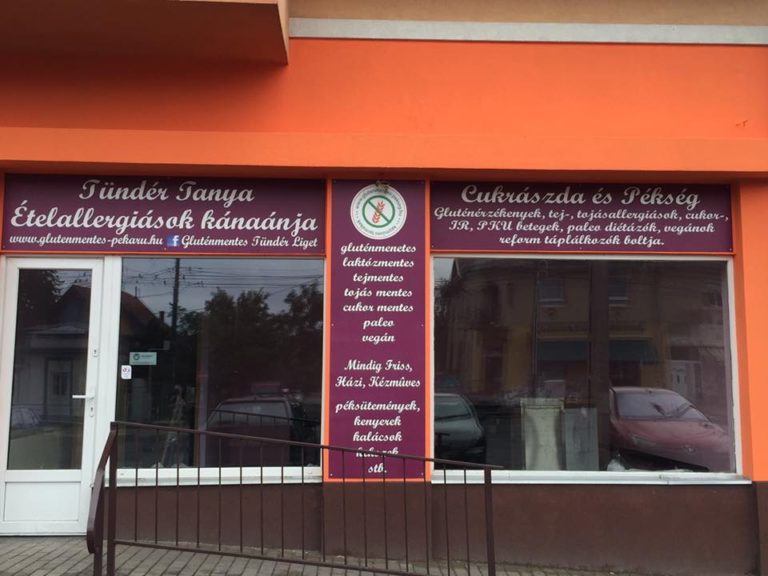 Tündér Tanya
Ételallergiások kánaánja
www.glutenmentes-pekaru.hu f Gluténmentes Tündér Liget
gluténmenetes
laktózmentes
tejmentes
tojás mentes
cukor mentes
paleo
vegán
Mindig Friss,
Házi, Kézműves
péksütemények,
kenyerek
kalácsok
kekszek
stb.
Cukrászda és Pékség
Gluténérzékenyek, tej-, tojásallergiások, cukor-,
IR, PKU betegek, paleo diétázók, vegánok
reform táplálkozók boltja.